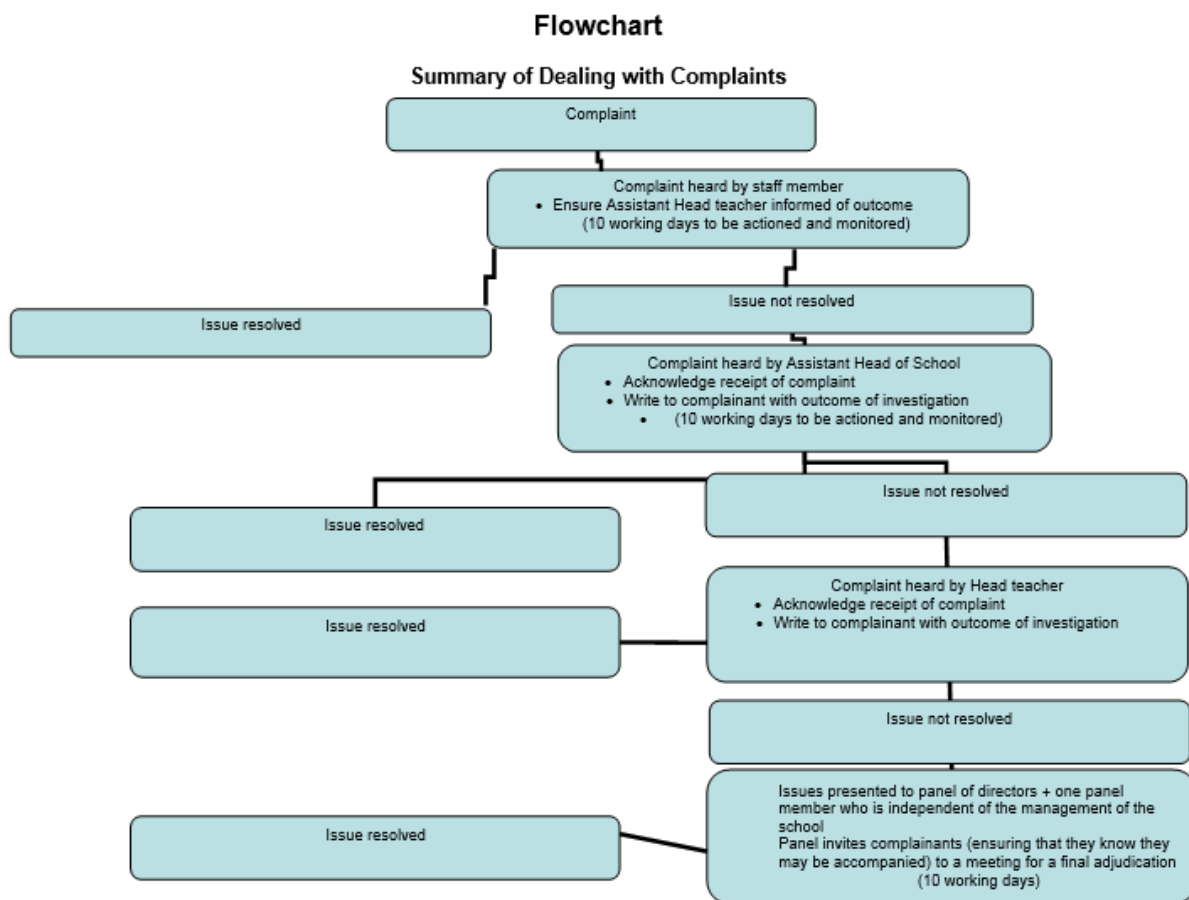 Flowchart
Summary of Dealing with Complaints
Complaint
Complaint heard by staff member
• Ensure Assistant Head teacher informed of outcome
(10 working days to be actioned and monitored)
Issue resolved
Issue not resolved
Complaint heard by Assistant Head of School
• Acknowledge receipt of complaint
• Write to complainant with outcome of investigation
• (10 working days to be actioned and monitored)
Issue not resolved
Issue resolved
Complaint heard by Head teacher
• Acknowledge receipt of complaint
• Write to complainant with outcome of investigation
Issue resolved
Issue not resolved
Issues presented to panel of directors + one panel
member who is independent of the management of the
school
Panel invites complainants (ensuring that they know they
may be accompanied) to a meeting for a final adjudication
(10 working days)
Issue resolved